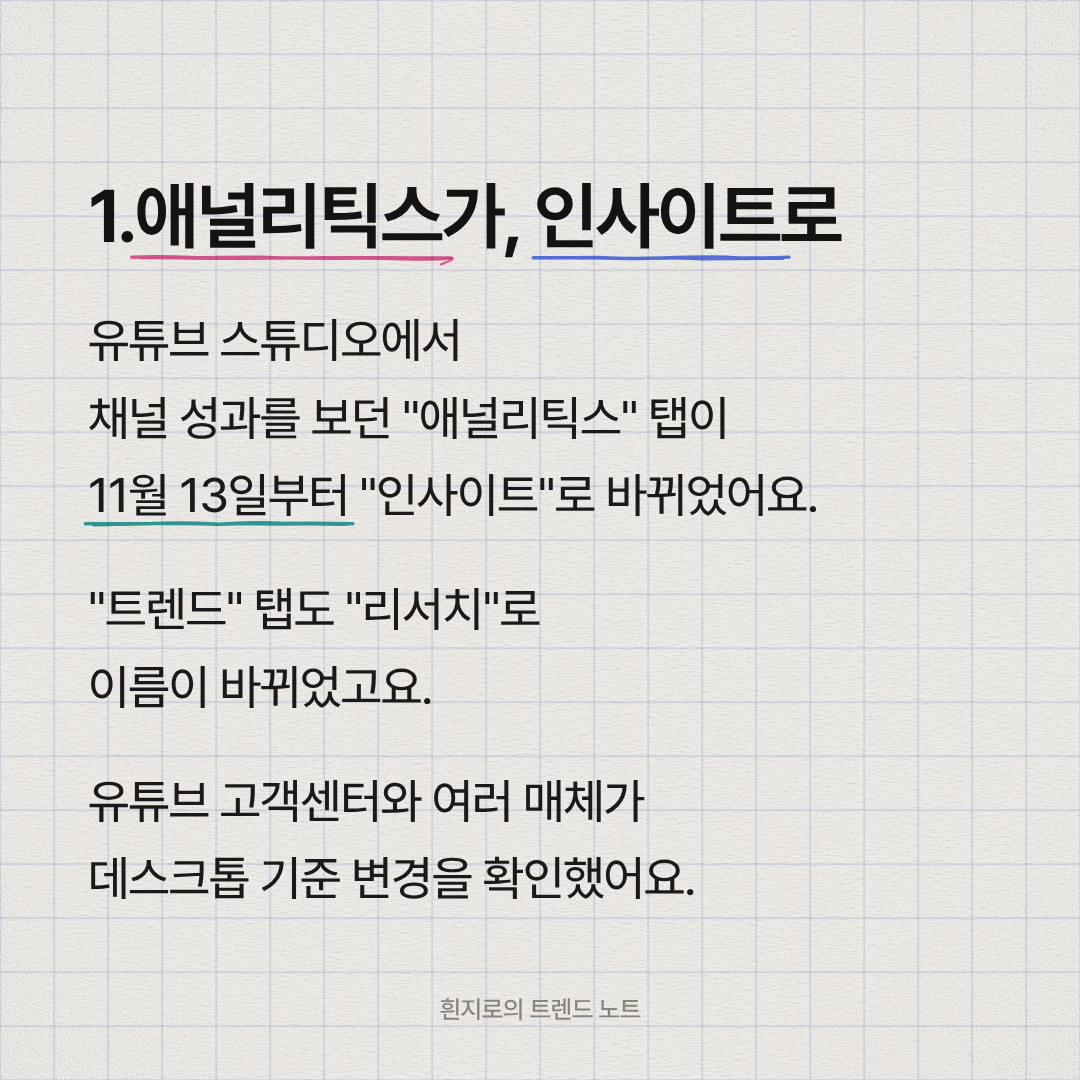 1.애널리틱스가, 인사이트로
유튜브 스튜디오에서
채널 성과를 보던 "애널리틱스" 탭이
11월 13일부터 "인사이트"로 바뀌었어요.
"트렌드" 탭도 "리서치"로
이름이 바뀌었고요.
유튜브 고객센터와 여러 매체가
데스크톱 기준 변경을 확인했어요.
흰지로의 트렌드 노트